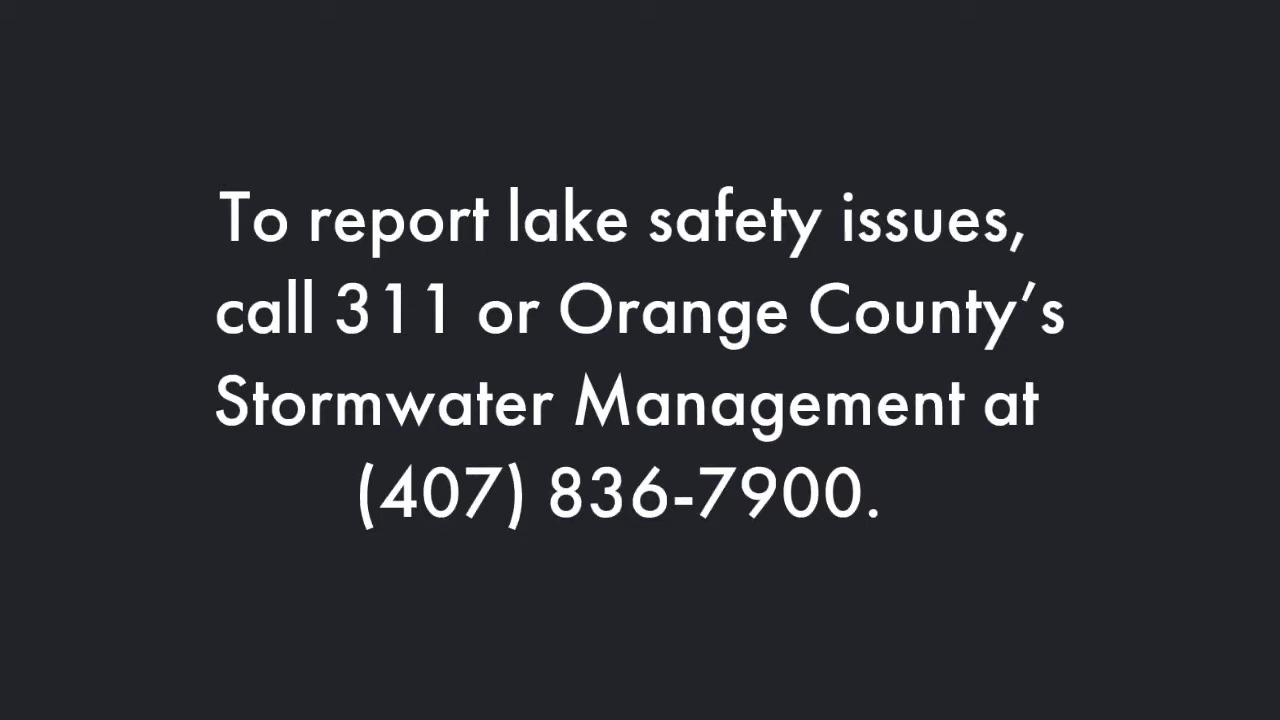 To report lake safety issues,
call 311 or Orange County’s
Stormwater Management at
(407) 836-7900.